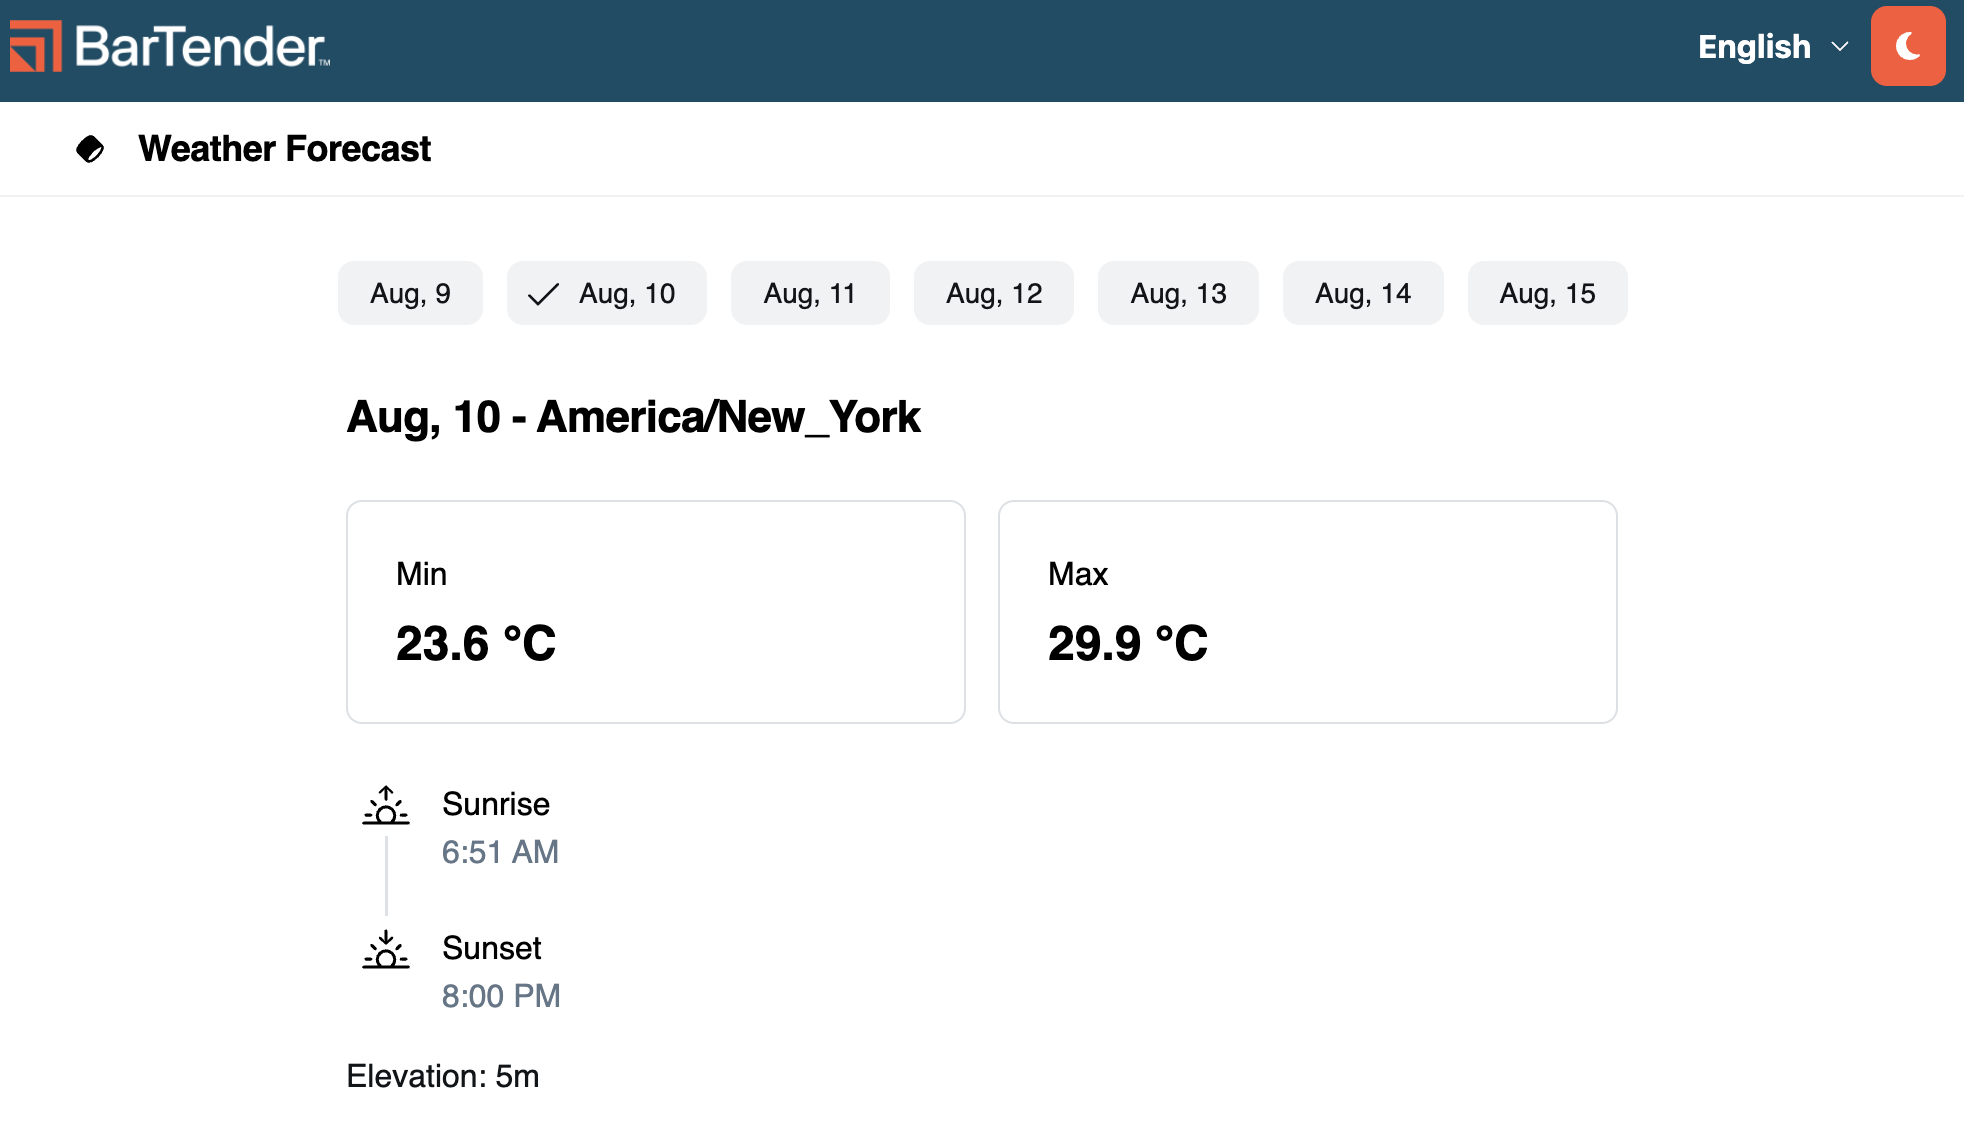 BarTender™
English
Weather Forecast
Aug, 9
Aug, 10
Aug, 11
Aug, 12
Aug, 13
Aug, 14
Aug, 15
Aug, 10 - America/New_York
Min
Max
23.6 °C
29.9 °C
Sunrise
6:51 AM
Sunset
8:00 PM
Elevation: 5m